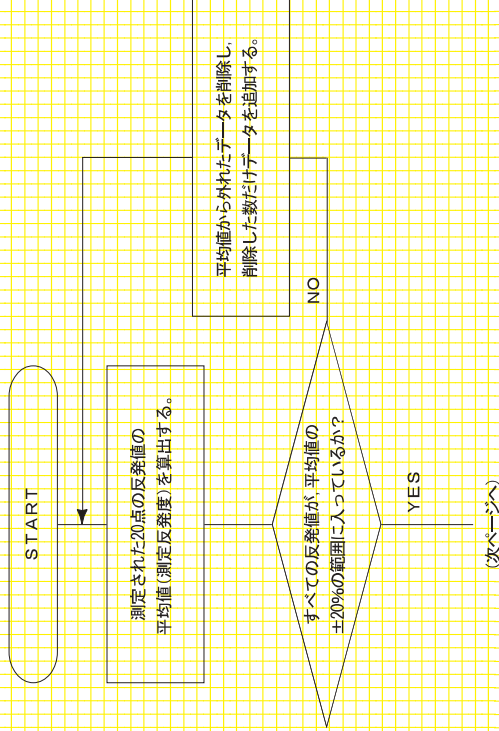 START
測定された20点の反発値の
平均値(測定反発度)を算出する。
すべての反発値が,平均値の
±20%の範囲に入っているか?
NO
平均値から外れたデータを削除し,
削除した数だけデータを追加する。
YES
(次ページへ)